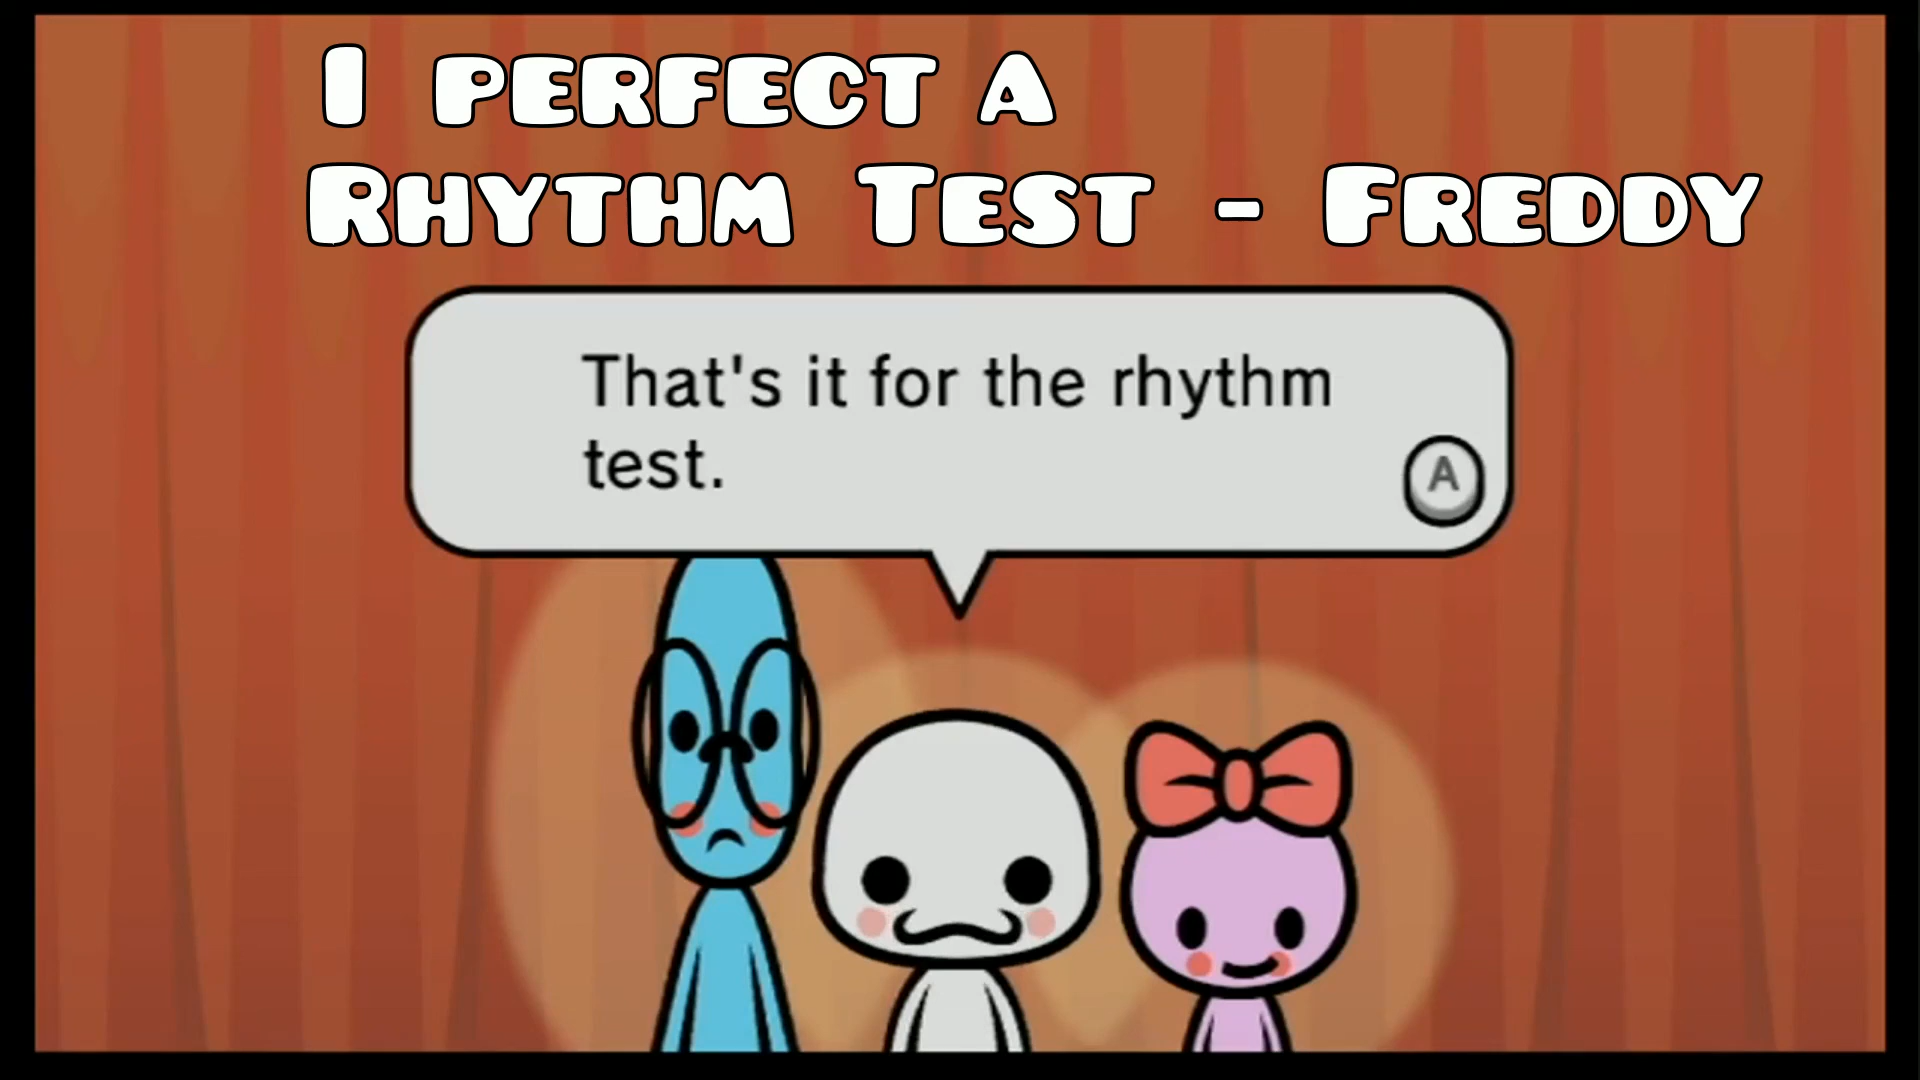 I PERFECT A
RHYTHM TEST - FREDDY
That's it for the rhythm
test.
A